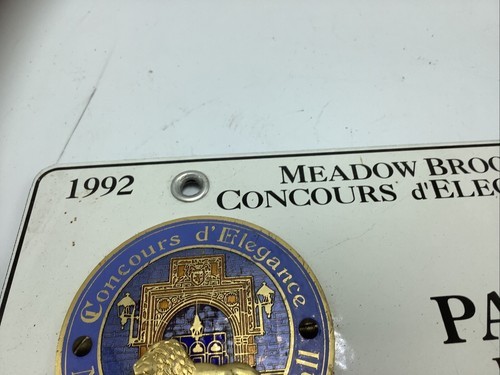 1992
MEADOW BROO
CONCOURS d'ELEG
Concours d'Elegance
PA